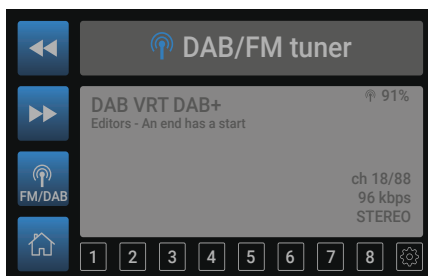 DAB/FM tuner
DAB VRT DAB+
91%
Editors - An end has a start
FM/DAB
ch 18/88
96 kbps
STEREO
1 2 3 4 5 6 7 8